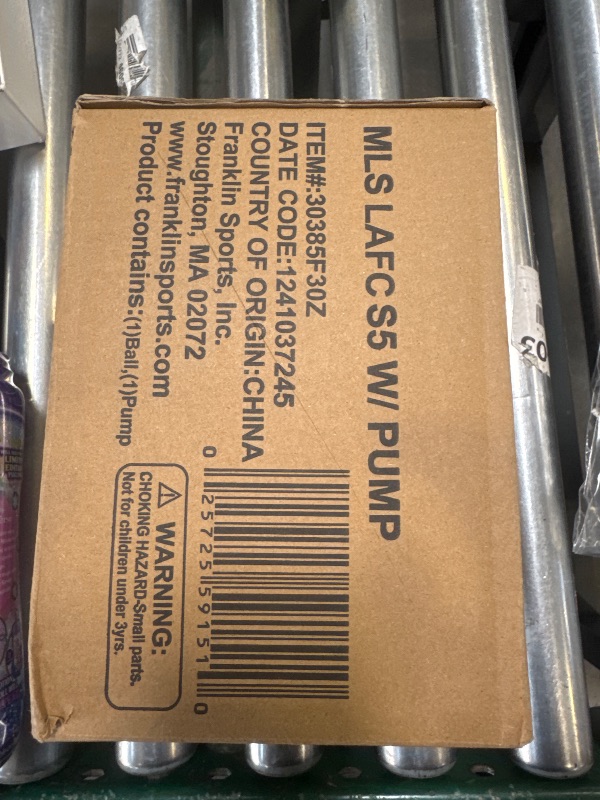 MLS LAFC S5 W/ PUMP
ITEM#:30385F30Z
DATE CODE:1241037245
COUNTRY OF ORIGIN:CHINA
Franklin Sports, Inc.
Stoughton, MA 02072
www.franklinsports.com
Product contains:(1)Ball,(1)Pump
0 25725 59151 0
⚠ WARNING:
CHOKING HAZARD-Small parts.
Not for children under 3yrs.